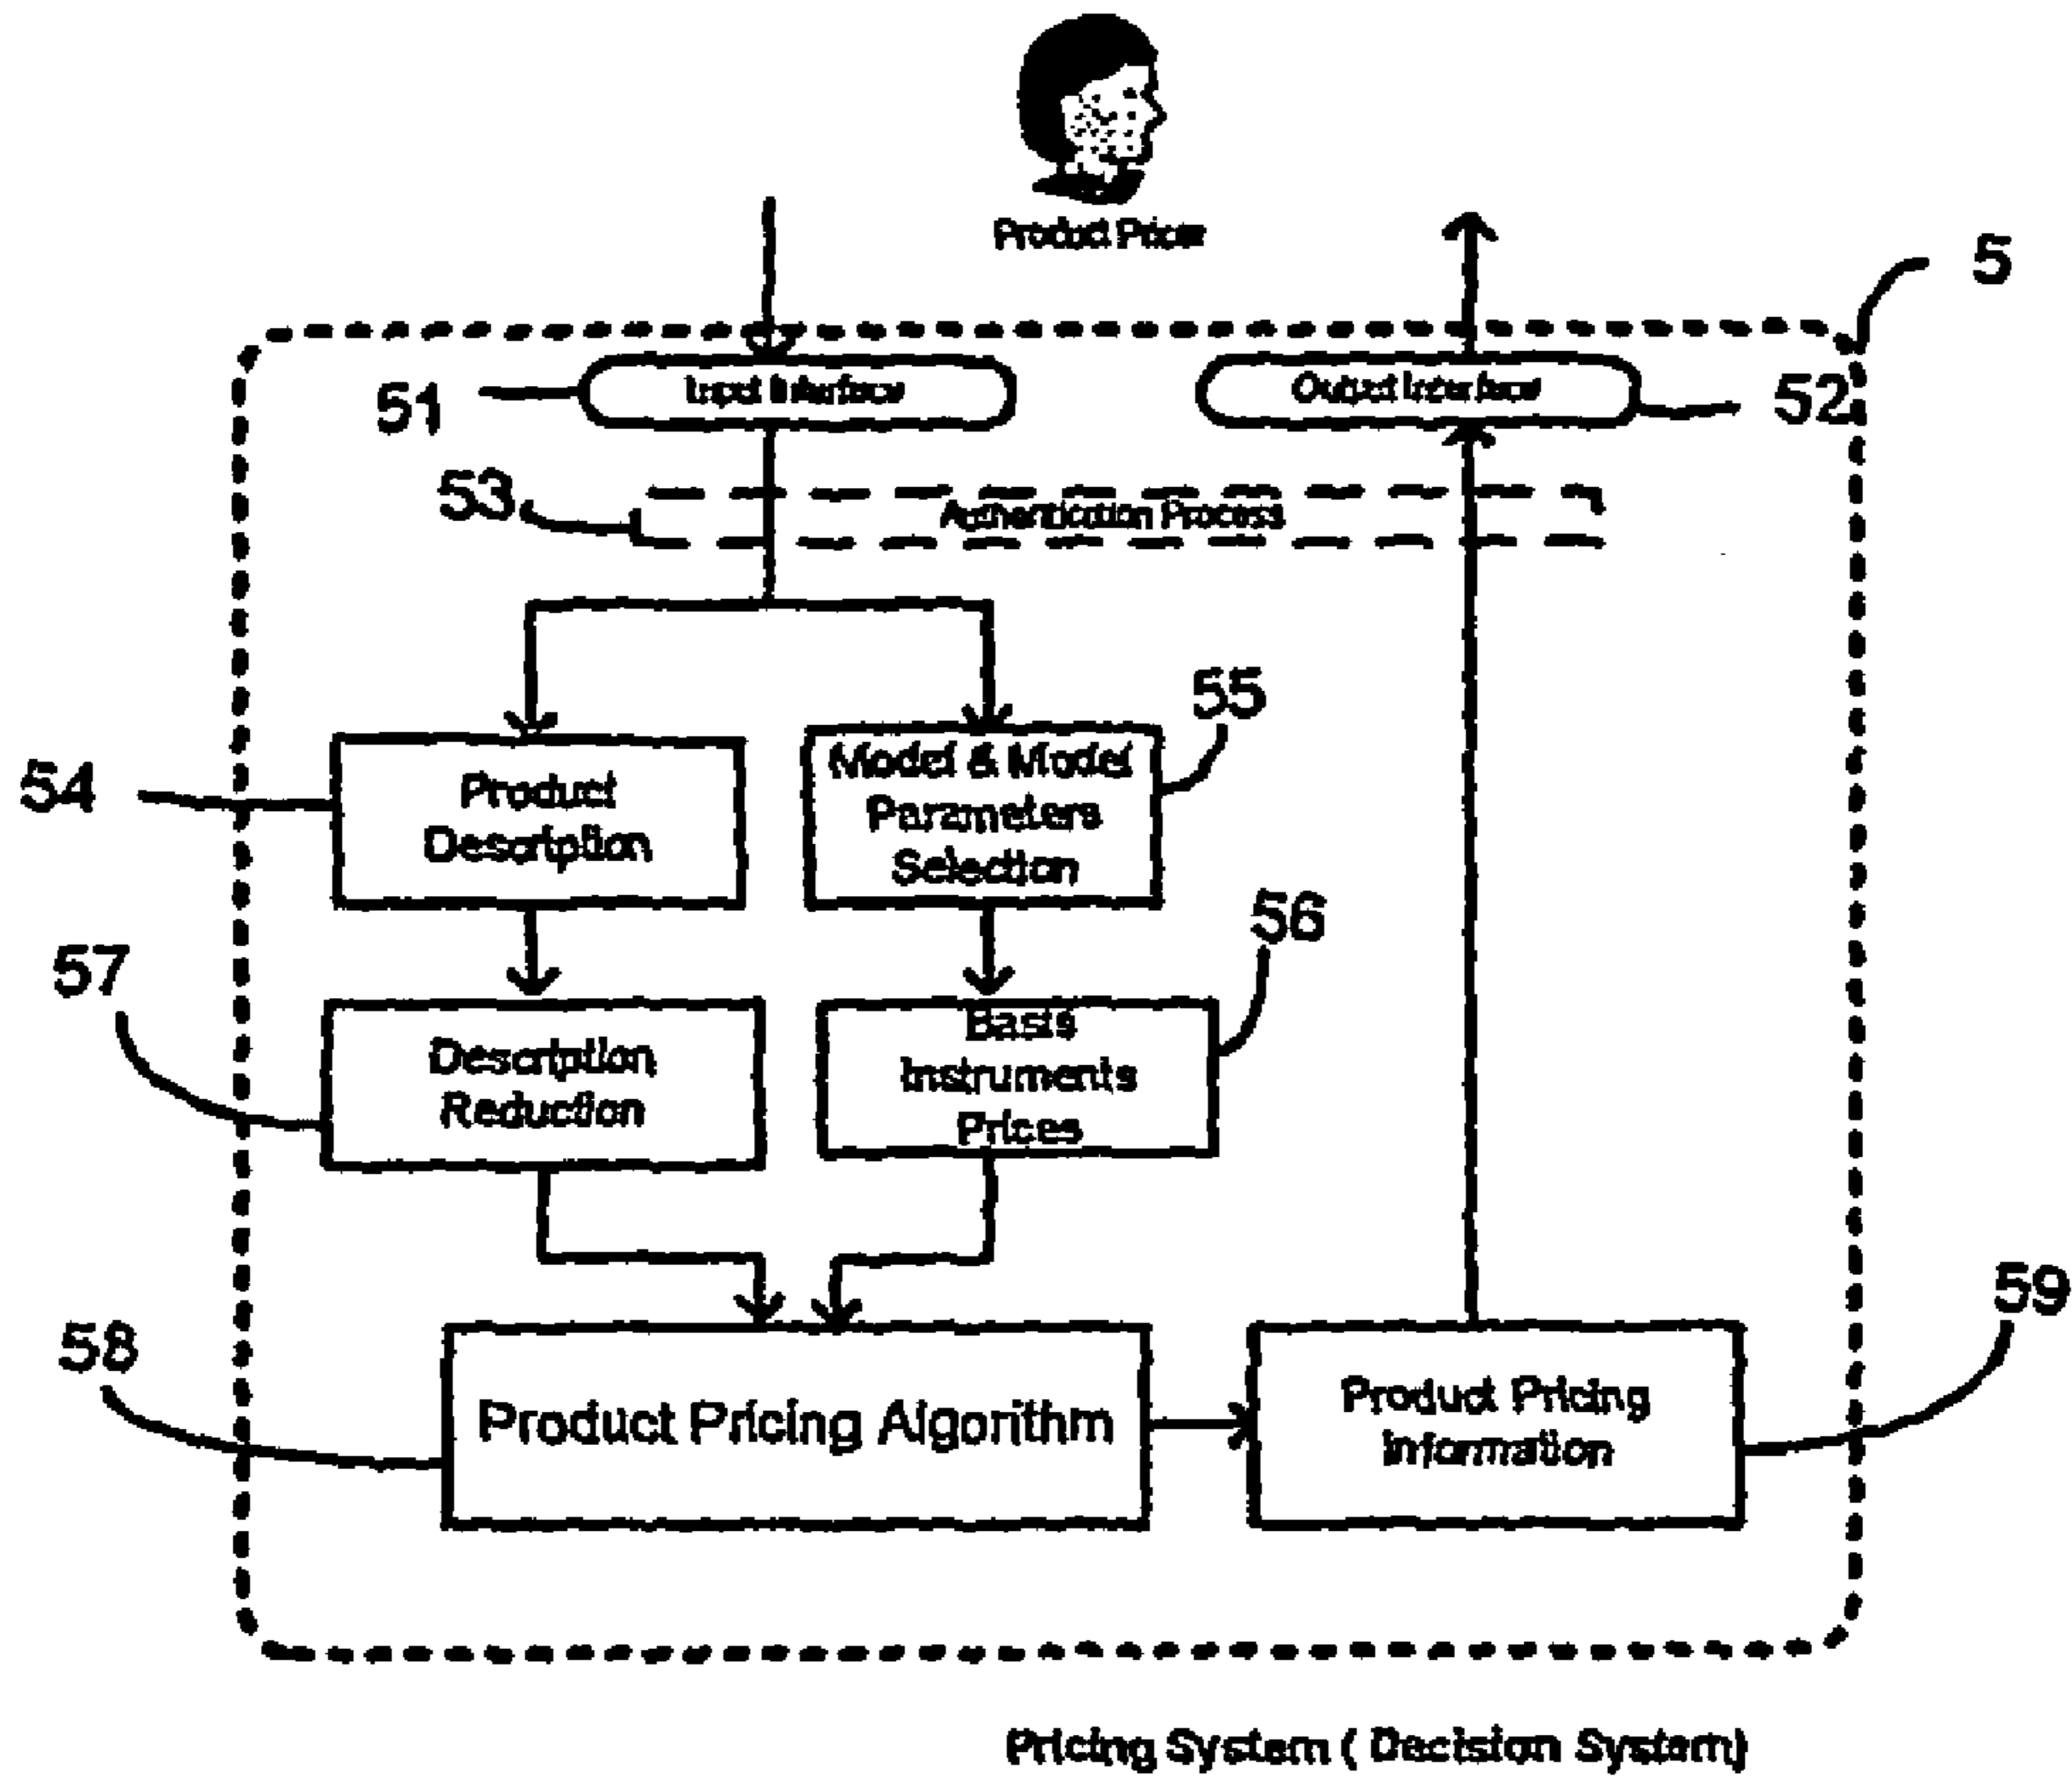 Product Pricer
5
Input Interface
Output Interface
51
52
53
Authentication Process
55
54
Product
Description
Model & Model
Parameters
Selection
56
57
Description
Reduction
Basis
Instruments
Prices
59
58
Product Pricing Algorithm
Product Pricing
Information
Pricing System ( Decision System)